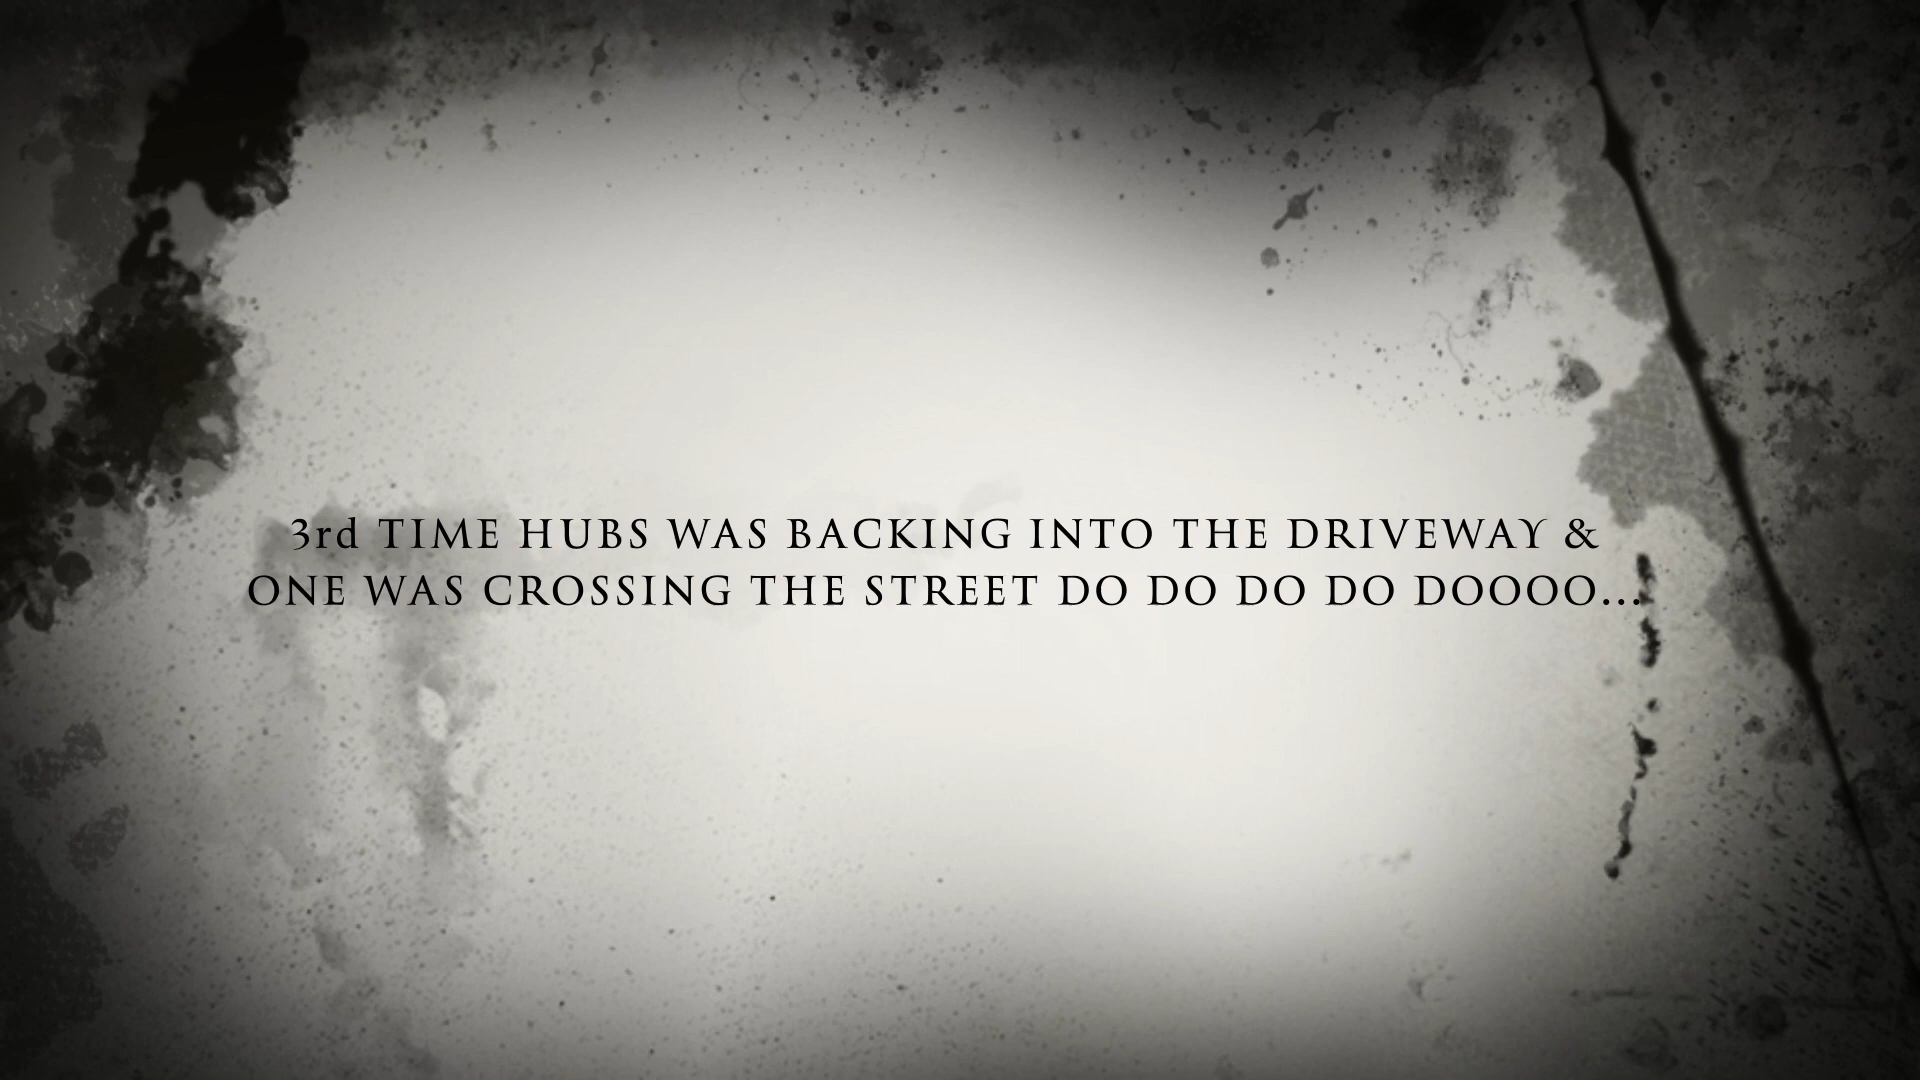 3rd TIME HUBS WAS BACKING INTO THE DRIVEWAY &
ONE WAS CROSSING THE STREET DO DO DO DO DOOOO...